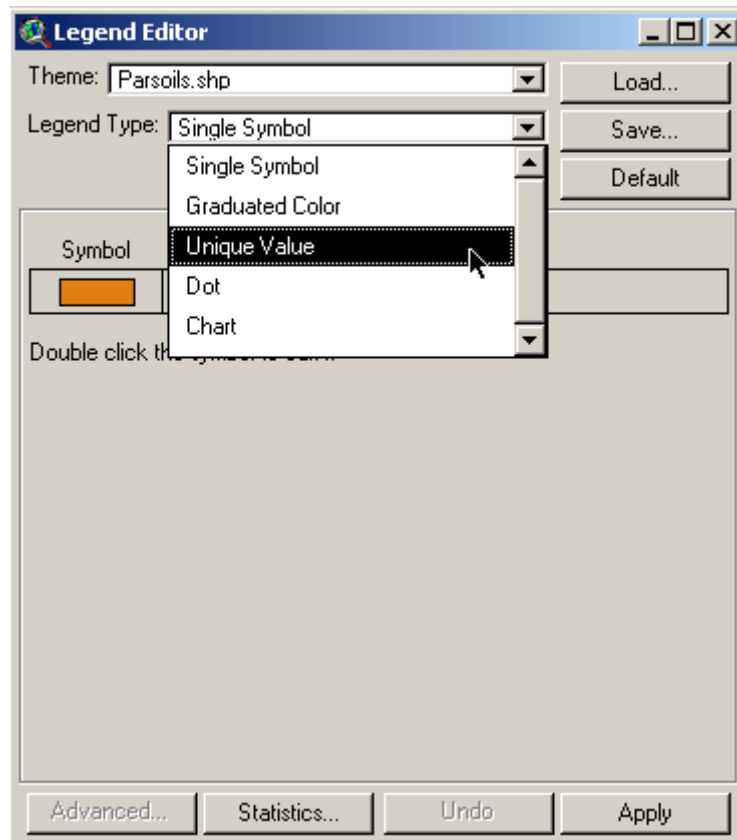 Legend Editor
Theme: Parsoils.shp
Load...
Legend Type: Single Symbol
Save...
Single Symbol
Default
Graduated Color
Symbol
Unique Value
Dot
Chart
Double click the
Advanced...
Statistics...
Undo
Apply